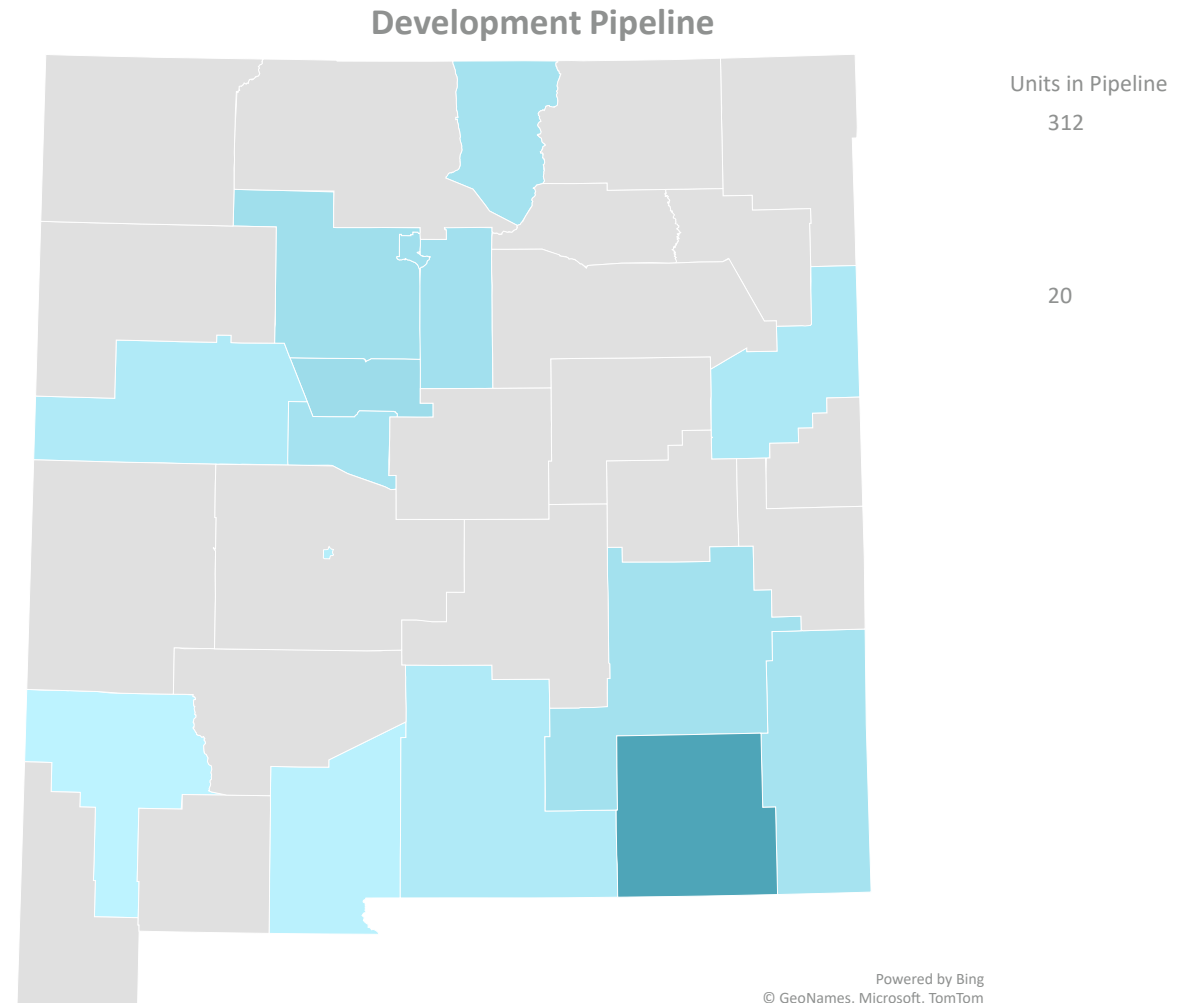 Development Pipeline
Units in Pipeline
312
20
Powered by Bing
© GeoNames, Microsoft, TomTom